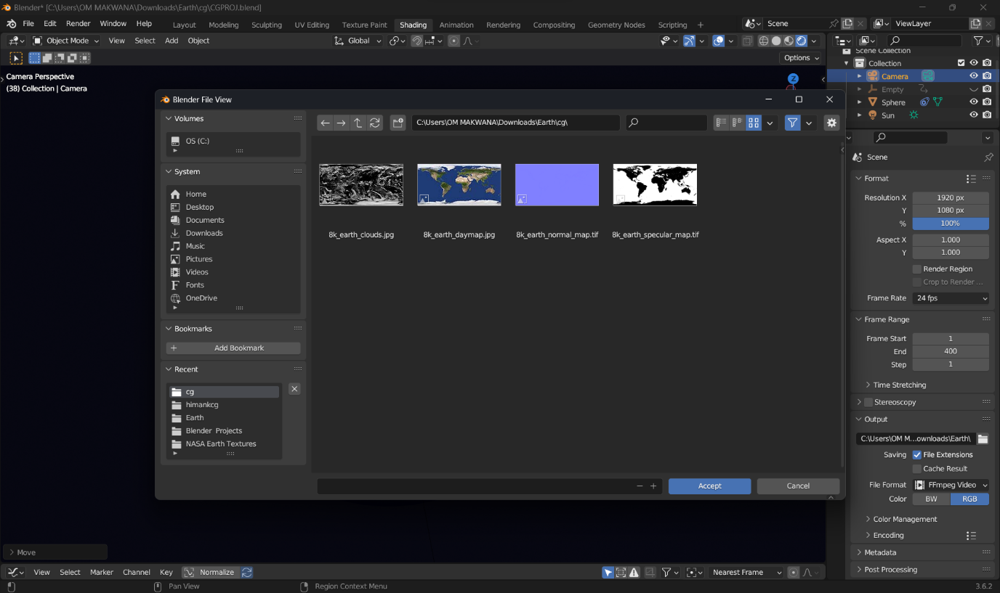 Blender* [C:\Users\OM MAKWANA\Downloads\Earth\cg\CGPROJ.blend]
File Edit Render Window Help Layout Modeling Sculpting UV Editing Texture Paint Shading Animation Rendering Compositing Geometry Nodes Scripting + Scene ViewLayer
Object Mode View Select Add Object Global
Options
Scene Collection
Collection
Camera
Empty
Sphere
Sun
Camera Perspective
(38) Collection | Camera
Z
Blender File View
Volumes
OS (C:)
System
Home
Desktop
Documents
Downloads
Music
Pictures
Videos
Fonts
OneDrive
Bookmarks
Add Bookmark
Recent
cg
himankcg
Earth
Blender Projects
NASA Earth Textures
C:\Users\OM MAKWANA\Downloads\Earth\cg\
8k_earth_clouds.jpg
8k_earth_daymap.jpg
8k_earth_normal_map.tif
8k_earth_specular_map.tif
Accept
Cancel
Scene
Format
Resolution X 1920 px
Y 1080 px
% 100%
Aspect X 1.000
Y 1.000
Render Region
Crop to Render ...
Frame Rate 24 fps
Frame Range
Frame Start 1
End 400
Step 1
Time Stretching
Stereoscopy
Output
C:\Users\OM M...ownloads\Earth\
Saving File Extensions
Cache Result
File Format FFmpeg Video
Color BW RGB
Color Management
Encoding
Metadata
Post Processing
Move
View Select Marker Channel Key Normalize Nearest Frame
Pan View Region Context Menu 3.6.2